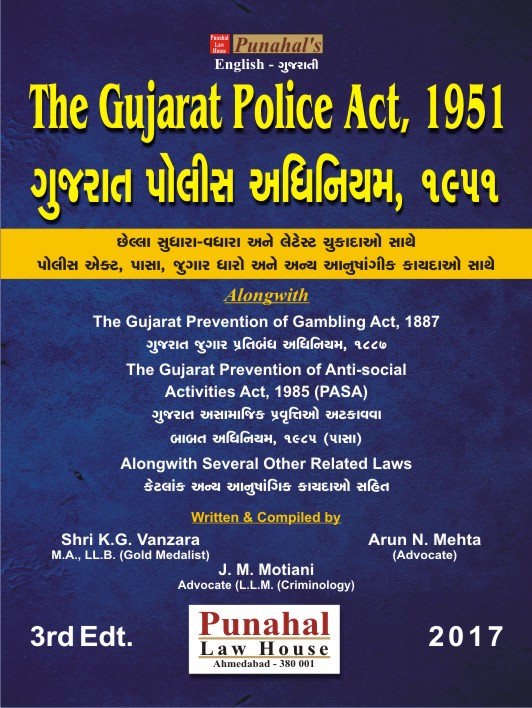 Punahal Law House Punahal's
English - ગુજરાતી
The Gujarat Police Act, 1951
ગુજરાત પોલીસ અધિનિયમ, ૧૯૫૧
છેલ્લા સુધારા-વધારા અને લેટેસ્ટ ચુકાદાઓ સાથે
પોલીસ એક્ટ, પાસા, જુગાર ધારો અને અન્ય આનુષાંગીક કાયદાઓ સાથે
Alongwith
The Gujarat Prevention of Gambling Act, 1887
ગુજરાત જુગાર પ્રતિબંધ અધિનિયમ, ૧૮૮૭
The Gujarat Prevention of Anti-social
Activities Act, 1985 (PASA)
ગુજરાત અસામાજિક પ્રવૃત્તિઓ અટકાવવા
બાબત અધિનિયમ, ૧૯૮૫ (પાસા)
Alongwith Several Other Related Laws
કેટલાંક અન્ય આનુષાંગિક કાયદાઓ સહિત
Written & Compiled by
Shri K.G. Vanzara
M.A., LL.B. (Gold Medalist)
Arun N. Mehta
(Advocate)
J. M. Motiani
Advocate (L.L.M. (Criminology)
3rd Edt.
Punahal
Law House
Ahmedabad - 380 001
2017